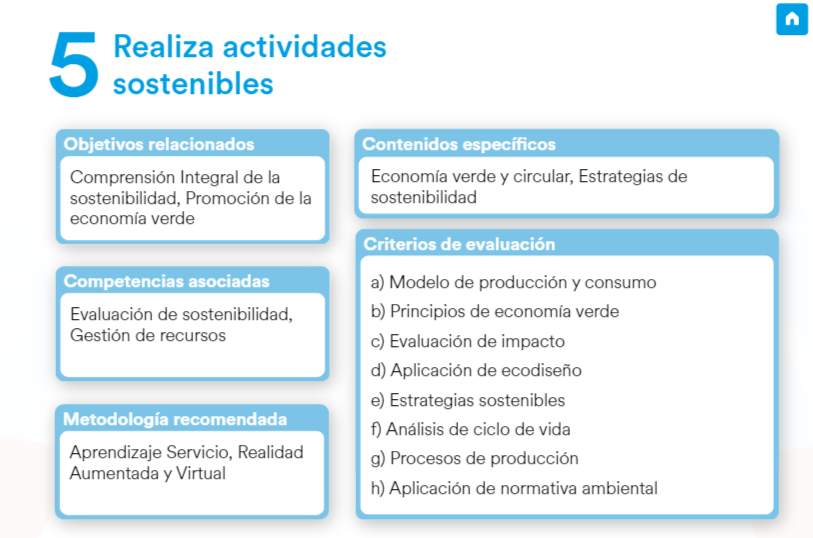 5
Realiza actividades
sostenibles
Objetivos relacionados
Comprensión Integral de la
sostenibilidad, Promoción de la
economía verde
Competencias asociadas
Evaluación de sostenibilidad,
Gestión de recursos
Metodología recomendada
Aprendizaje Servicio, Realidad
Aumentada y Virtual
Contenidos específicos
Economía verde y circular, Estrategias de
sostenibilidad
Criterios de evaluación
a) Modelo de producción y consumo
b) Principios de economía verde
c) Evaluación de impacto
d) Aplicación de ecodiseño
e) Estrategias sostenibles
f) Análisis de ciclo de vida
g) Procesos de producción
h) Aplicación de normativa ambiental